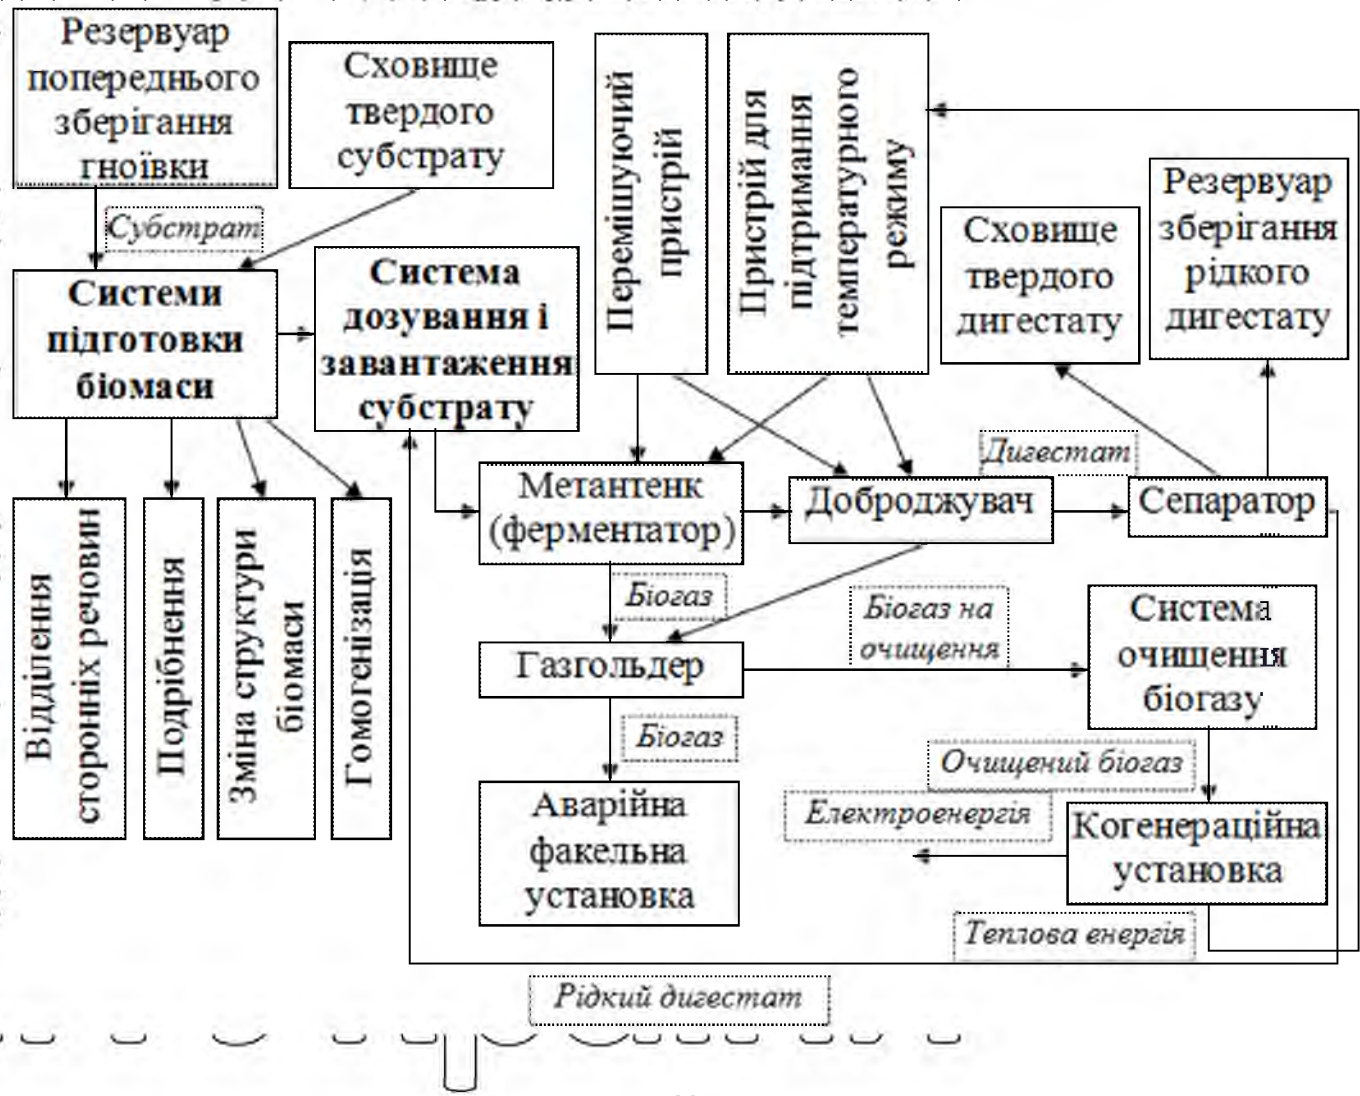 Резервуар
попереднього
зберігання
гноївки
Сховище
твердого
субстрату
Перемішуючий
пристрій
Пристрій для
підтримання
температурного
режиму
Сховище
твердого
дигестату
Резервуар
зберігання
рідкого
дигестату
Субстрат
Системи
підготовки
біомаси
Система
дозування і
завантаження
субстрату
Відділення
сторонніх речовин
Подрібнення
Зміна структури
біомаси
Гомогенізація
Метантенк
(ферментатор)
Доброджувач
Дигестат
Сепаратор
Біогаз
Біогаз на
очищення
Газгольдер
Система
очищення
біогазу
Біогаз
Очищений біогаз
Аварійна
факельна
установка
Електроенергія
Когенераційна
установка
Теплова енергія
Рідкий дигестат